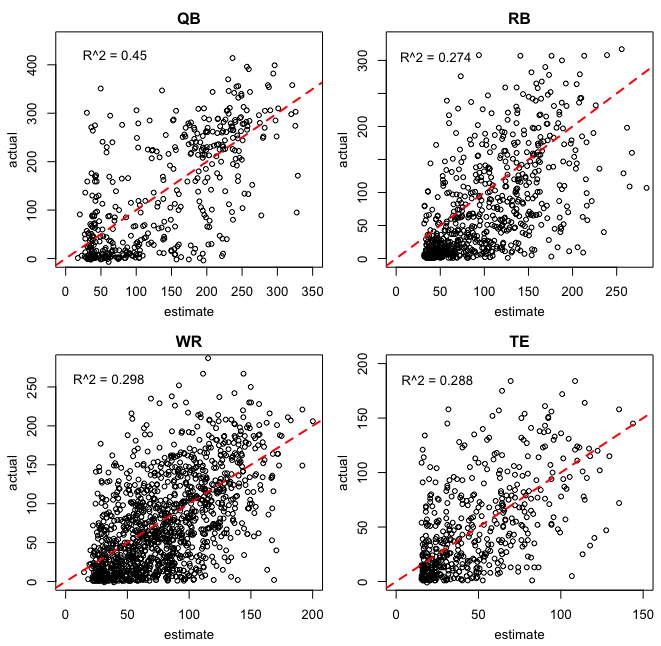 QB
R^2 = 0.45
actual
0 100 200 300 400
0 50 100 150 200 250 300 350
estimate
RB
R^2 = 0.274
actual
0 50 100 200 300
0 50 100 150 200 250
estimate
WR
R^2 = 0.298
actual
0 50 100 150 200 250
0 50 100 150 200
estimate
TE
R^2 = 0.288
actual
0 50 100 150 200
0 50 100 150
estimate